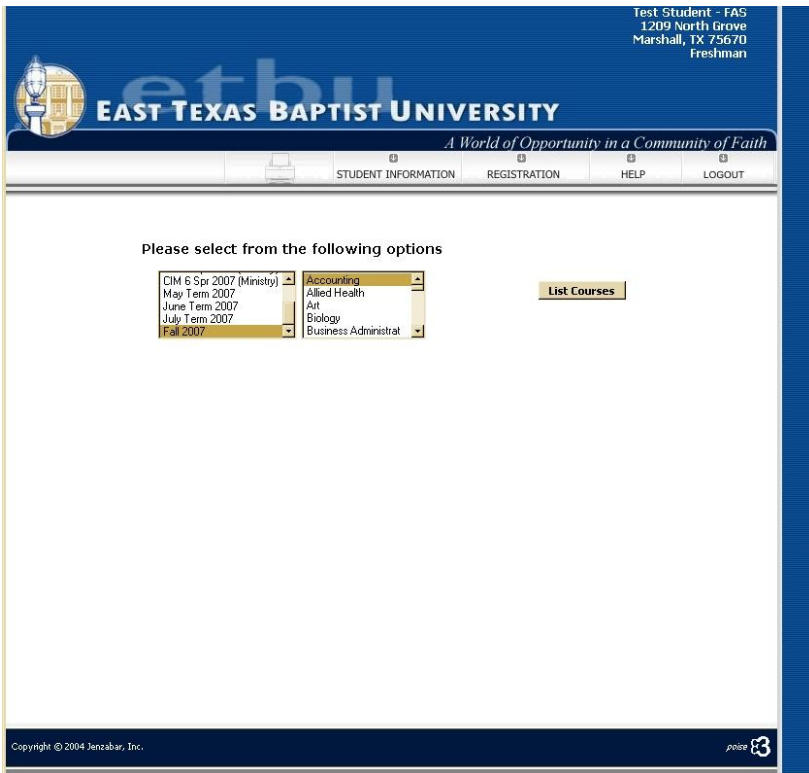 Test Student - FAS
1209 North Grove
Marshall, TX 75670
Freshman
etbu
EAST TEXAS BAPTIST UNIVERSITY
A World of Opportunity in a Community of Faith
STUDENT INFORMATION REGISTRATION HELP LOGOUT
Please select from the following options
CIM 6 Spr 2007 (Ministry)
May Term 2007
June Term 2007
July Term 2007
Fall 2007
Accounting
Allied Health
Art
Biology
Business Administrat
List Courses
Copyright © 2004 Jenzabar, Inc.
poise E3